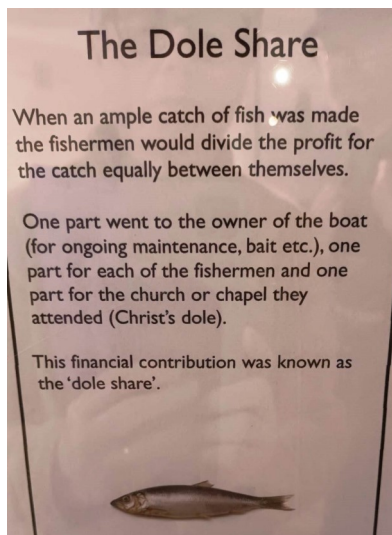 The Dole Share
When an ample catch of fish was made
the fishermen would divide the profit for
the catch equally between themselves.
One part went to the owner of the boat
(for ongoing maintenance, bait etc.), one
part for each of the fishermen and one
part for the church or chapel they
attended (Christ's dole).
This financial contribution was known as
the 'dole share'.